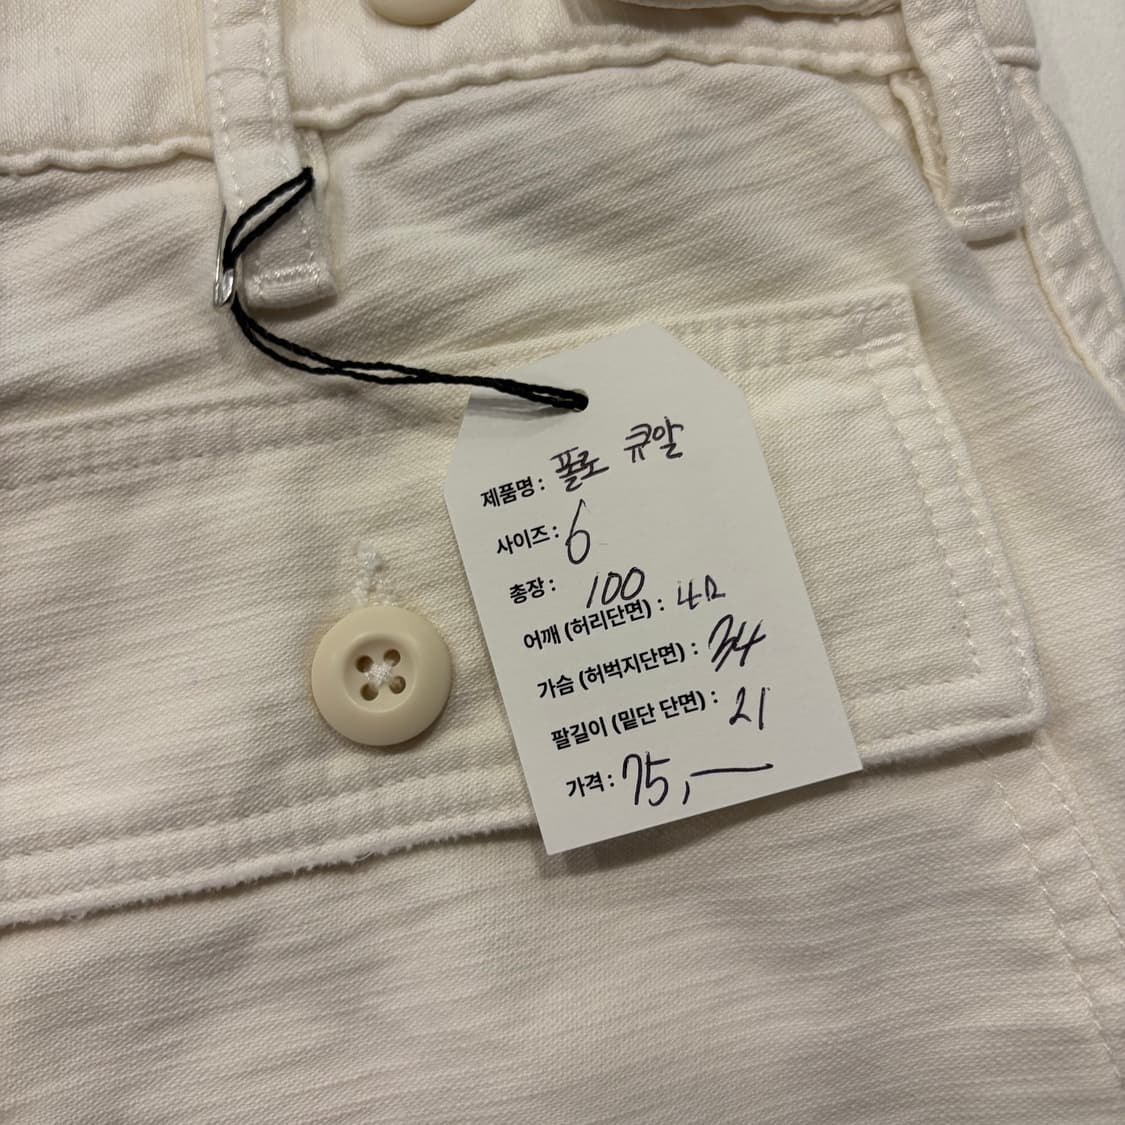 제품명 : 폴로 큐알
사이즈 : 6
총장 : 100
어깨 (허리단면) : 42
가슴 (허벅지단면) : 34
팔길이 (밑단 단면) : 21
가격 : 75,—